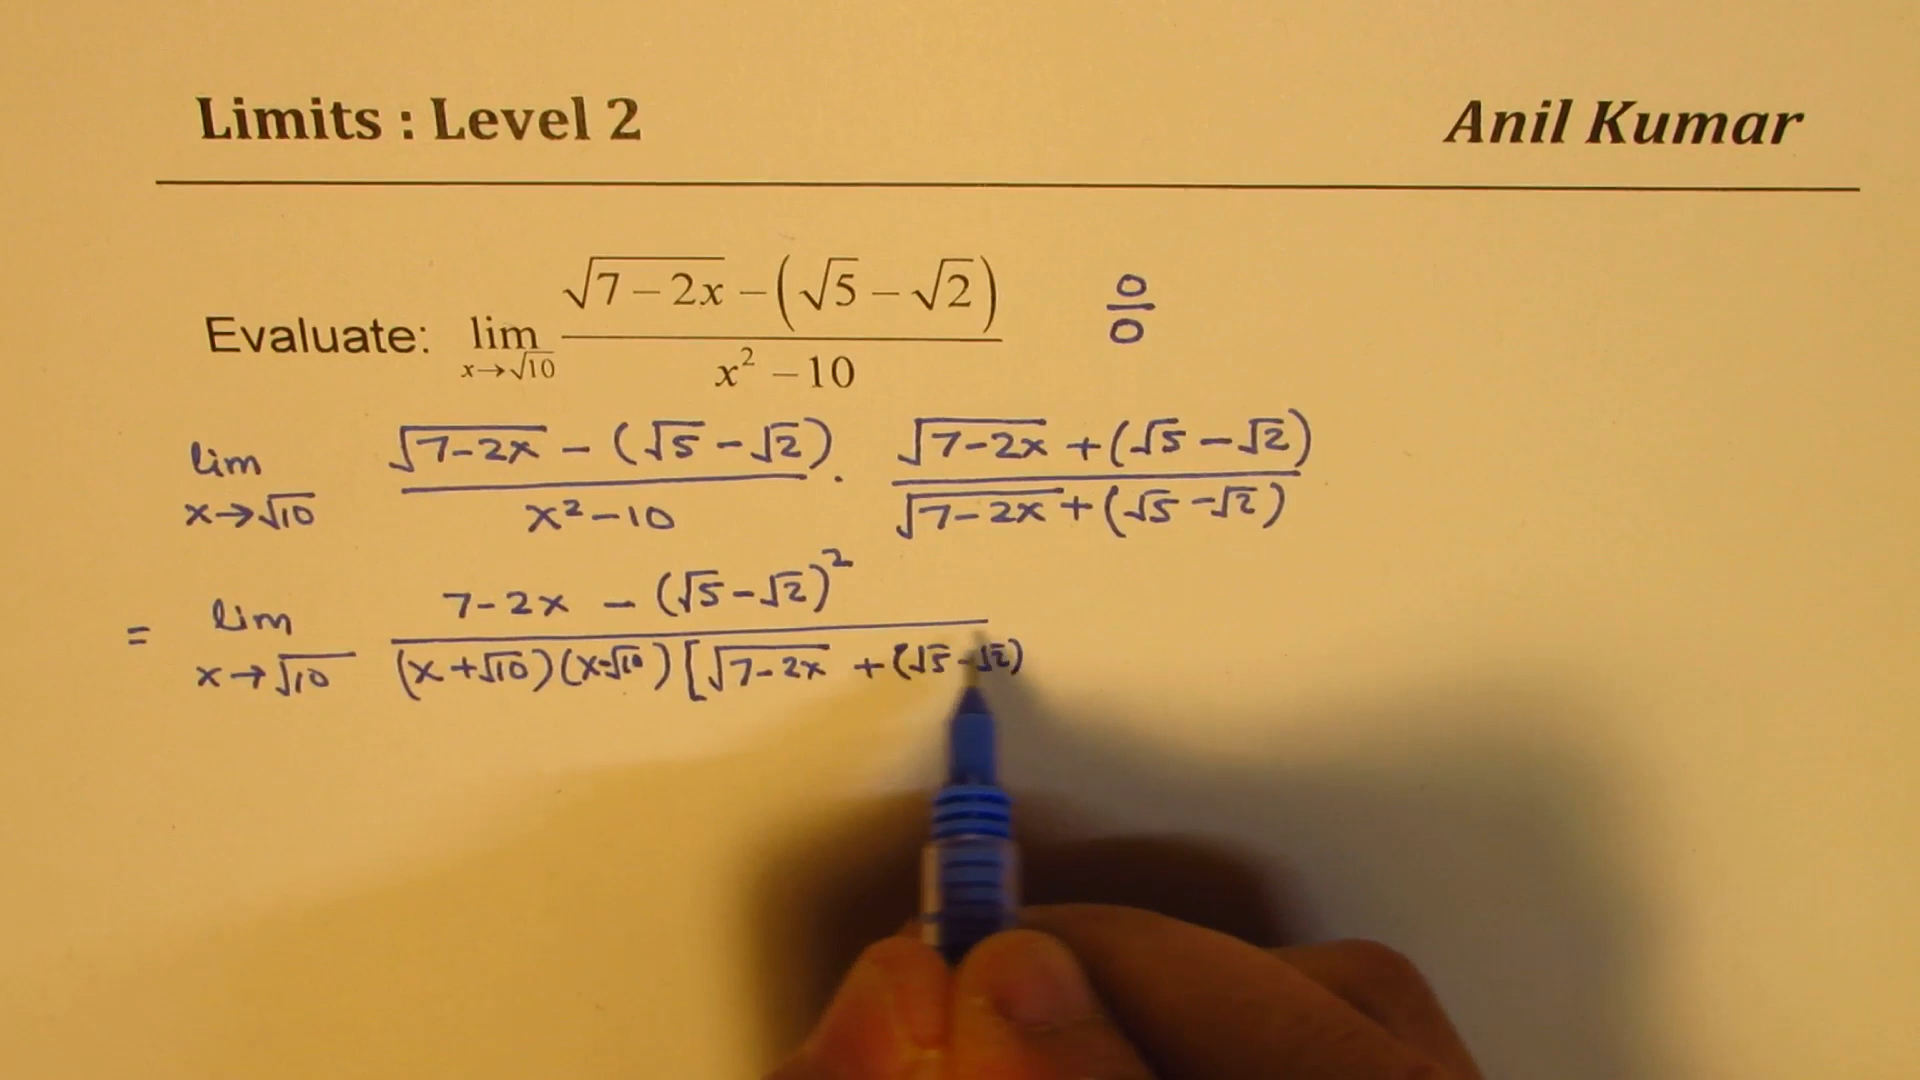 Limits : Level 2
Anil Kumar
Evaluate: lim x→√10 (√(7 – 2x) – (√5 – √2)) / (x² – 10)
0/0
lim x→√10 (√(7-2x) - (√5 - √2)) / (x² - 10) · (√(7-2x) + (√5 - √2)) / (√(7-2x) + (√5 - √2))
= lim x→√10 (7-2x - (√5 - √2)²) / ((x + √10)(x - √10)[√(7-2x) + (√5 - √2)